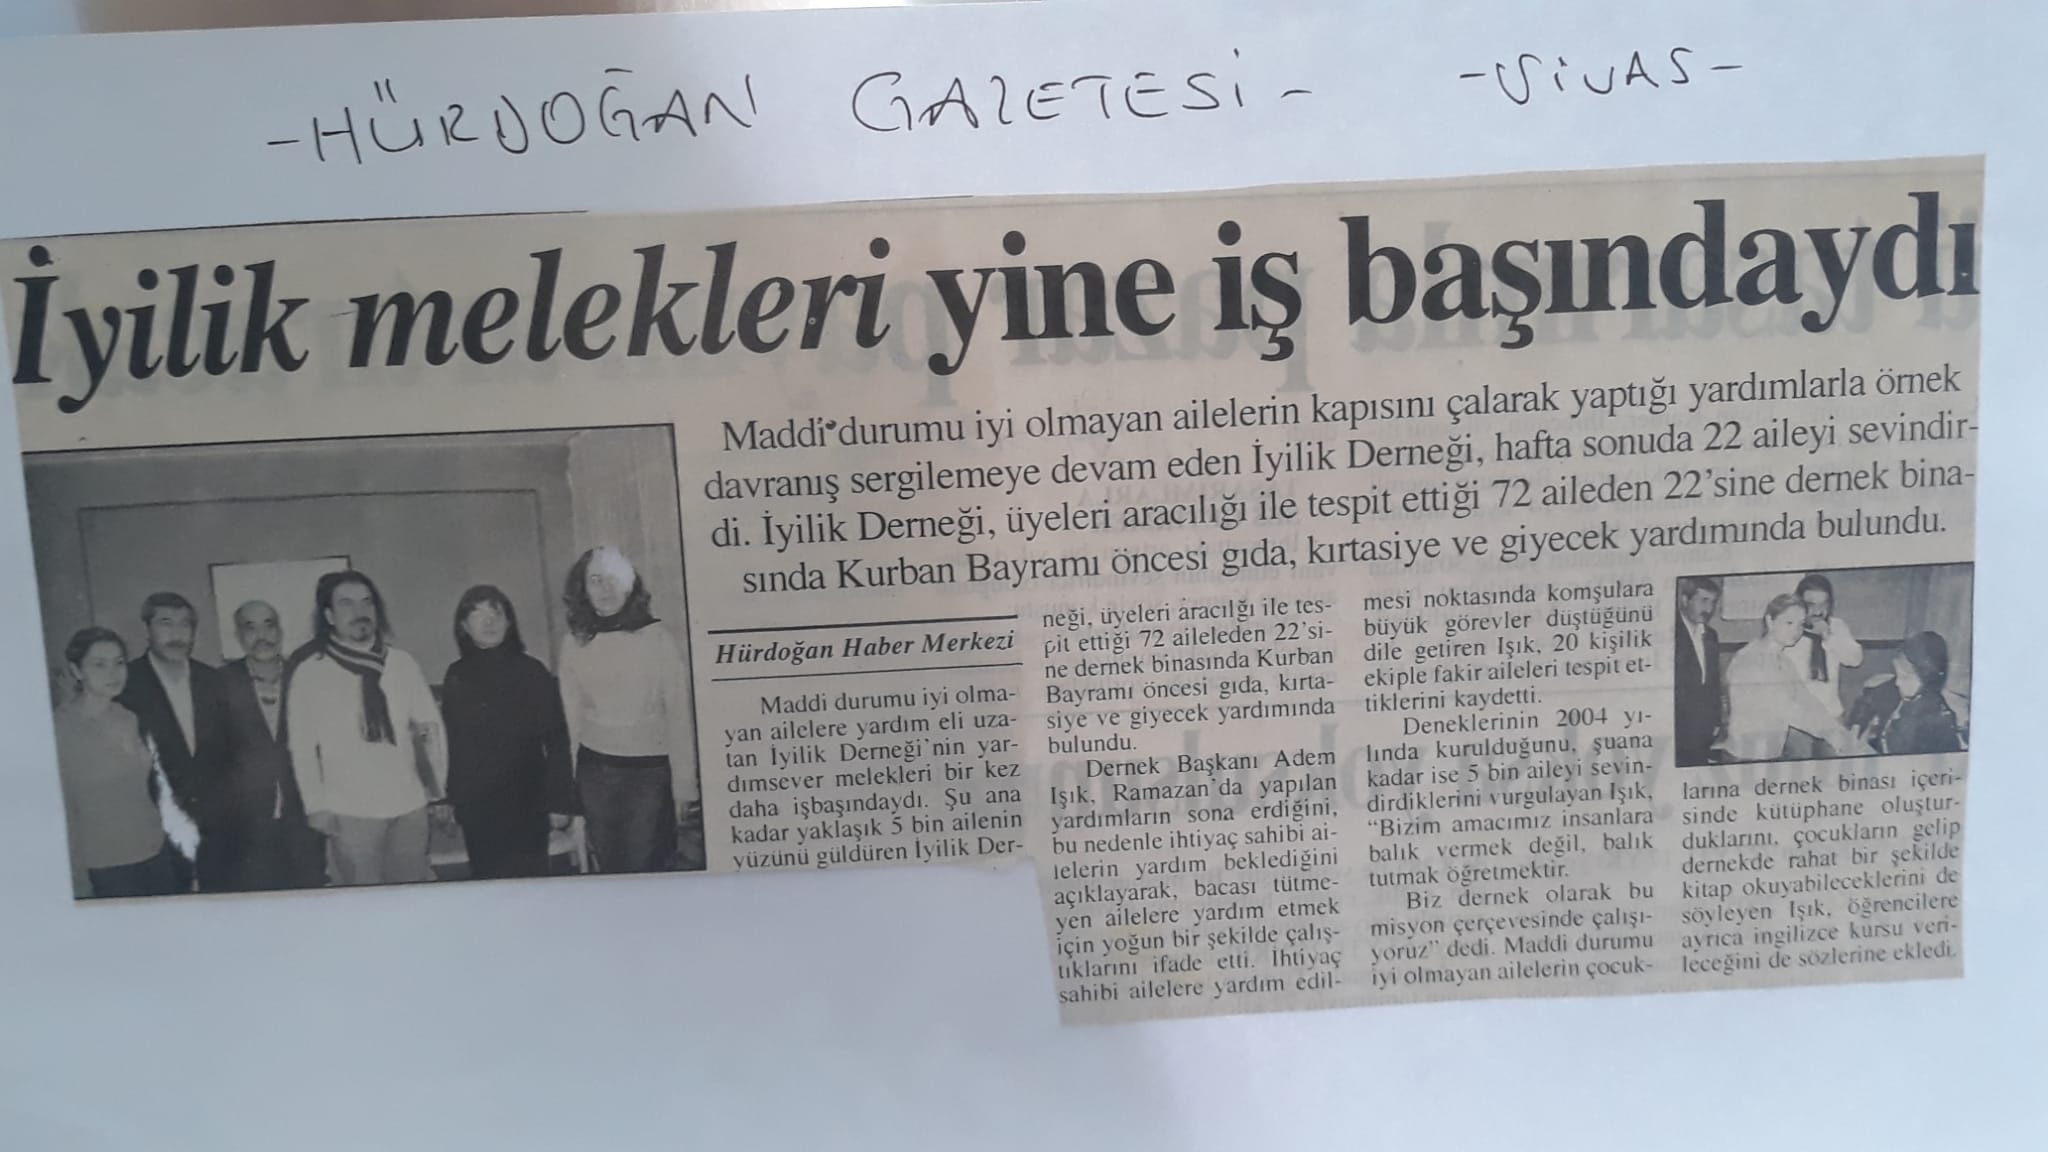 -HÜRDOĞAN GAZETESİ- -SİVAS-
İyilik melekleri yine iş başındaydı
Maddi durumu iyi olmayan ailelerin kapısını çalarak yaptığı yardımlarla örnek
davranış sergilemeye devam eden İyilik Derneği, hafta sonuda 22 aileyi sevindir-
di. İyilik Derneği, üyeleri aracılığı ile tespit ettiği 72 aileden 22'sine dernek bina-
sında Kurban Bayramı öncesi gıda, kırtasiye ve giyecek yardımında bulundu.
Hürdoğan Haber Merkezi
Maddi durumu iyi olma-
yan ailelere yardım eli uza-
tan İyilik Derneği'nin yar-
dımsever melekleri bir kez
daha işbaşındaydı. Şu ana
kadar yaklaşık 5 bin ailenin
yüzünü güldüren İyilik Der-
neği, üyeleri aracılğı ile tes-
pit ettiği 72 aileleden 22'si-
ne dernek binasında Kurban
Bayramı öncesi gıda, kırta-
siye ve giyecek yardımında
bulundu.
Dernek Başkanı Adem
Işık, Ramazan'da yapılan
yardımların sona erdiğini,
bu nedenle ihtiyaç sahibi ai-
lelerin yardım beklediğini
açıklayarak, bacası tütme-
yen ailelere yardım etmek
için yoğun bir şekilde çalış-
tıklarını ifade etti. İhtiyaç
sahibi ailelere yardım edil-
mesi noktasında komşulara
büyük görevler düştüğünü
dile getiren Işık, 20 kişilik
ekiple fakir aileleri tespit et-
tiklerini kaydetti.
Deneklerinin 2004 yı-
lında kurulduğunu, şuana
kadar ise 5 bin aileyi sevin-
dirdiklerini vurgulayan Işık,
"Bizim amacımız insanlara
balık vermek değil, balık
tutmak öğretmektir.
Biz dernek olarak bu
misyon çerçevesinde çalışı-
yoruz" dedi. Maddi durumu
iyi olmayan ailelerin çocuk-
larına dernek binası içeri-
sinde kütüphane oluştur-
duklarını, çocukların gelip
dernekde rahat bir şekilde
kitap okuyabileceklerini de
söyleyen Işık, öğrencilere
ayrıca ingilizce kursu veri-
leceğini de sözlerine ekledi.